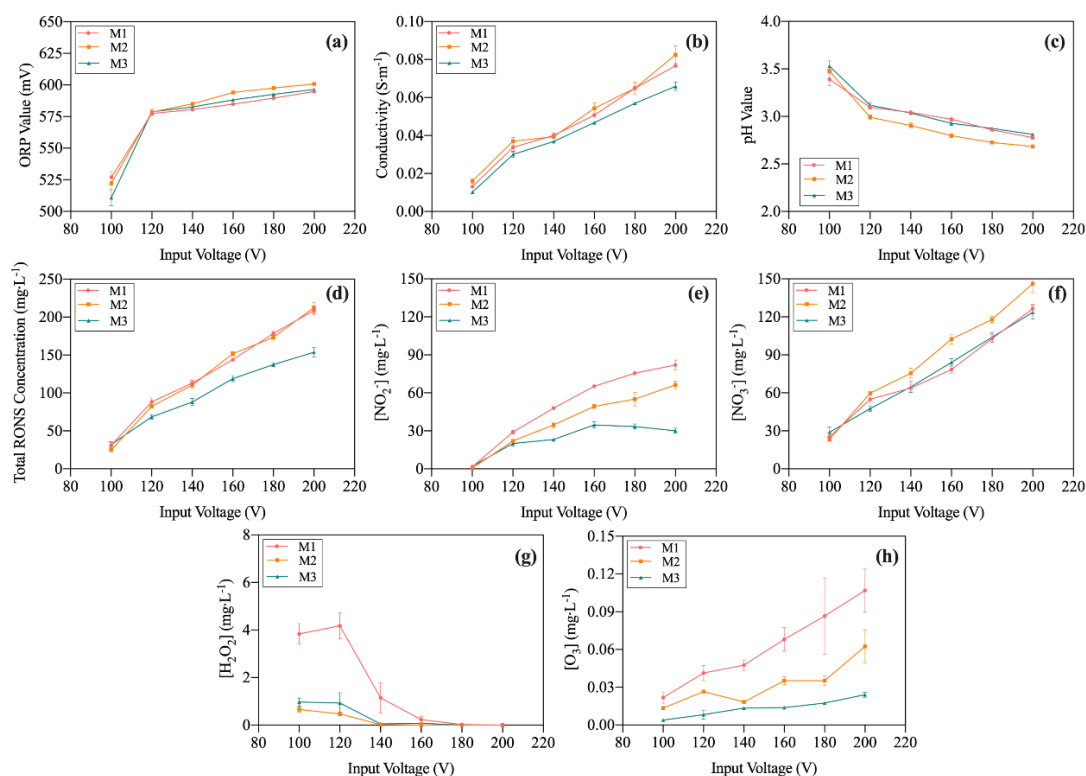 (a)
M1
M2
M3
ORP Value (mV)
650
625
600
575
550
525
500
80 100 120 140 160 180 200 220
Input Voltage (V)
(b)
M1
M2
M3
Conductivity (S·m⁻¹)
0.10
0.08
0.06
0.04
0.02
0.00
80 100 120 140 160 180 200 220
Input Voltage (V)
(c)
pH Value
4.0
3.5
3.0
2.5
2.0
M1
M2
M3
80 100 120 140 160 180 200 220
Input Voltage (V)
(d)
M1
M2
M3
Total RONS Concentration (mg·L⁻¹)
250
200
150
100
50
0
80 100 120 140 160 180 200 220
Input Voltage (V)
(e)
M1
M2
M3
[NO₂⁻] (mg·L⁻¹)
150
120
90
60
30
0
80 100 120 140 160 180 200 220
Input Voltage (V)
(f)
M1
M2
M3
[NO₃⁻] (mg·L⁻¹)
150
120
90
60
30
0
80 100 120 140 160 180 200 220
Input Voltage (V)
(g)
M1
M2
M3
[H₂O₂] (mg·L⁻¹)
8
6
4
2
0
80 100 120 140 160 180 200 220
Input Voltage (V)
(h)
M1
M2
M3
[O₃] (mg·L⁻¹)
0.15
0.12
0.09
0.06
0.03
0.00
80 100 120 140 160 180 200 220
Input Voltage (V)